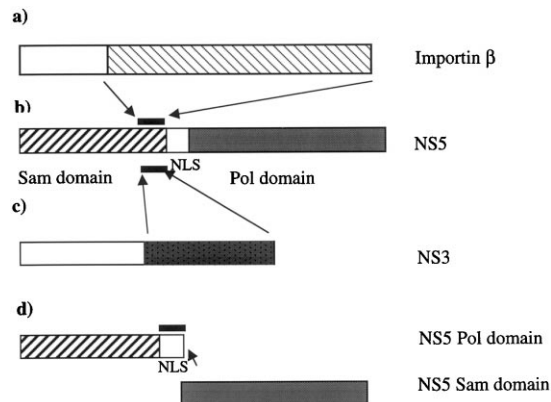 a)
Importin β
b)
NS5
NLS
Sam domain Pol domain
c)
NS3
d)
NS5 Pol domain
NLS
NS5 Sam domain